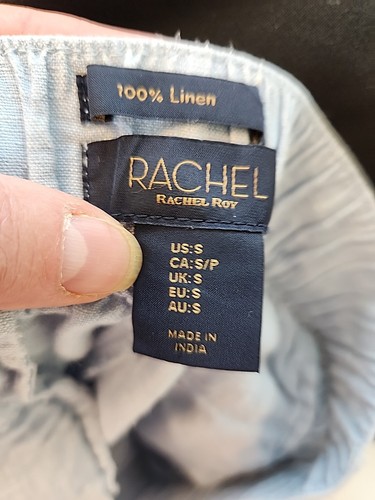 100% Linen
RACHEL
RACHEL ROY
US:S
CA:S/P
UK:S
EU:S
AU:S
MADE IN
INDIA